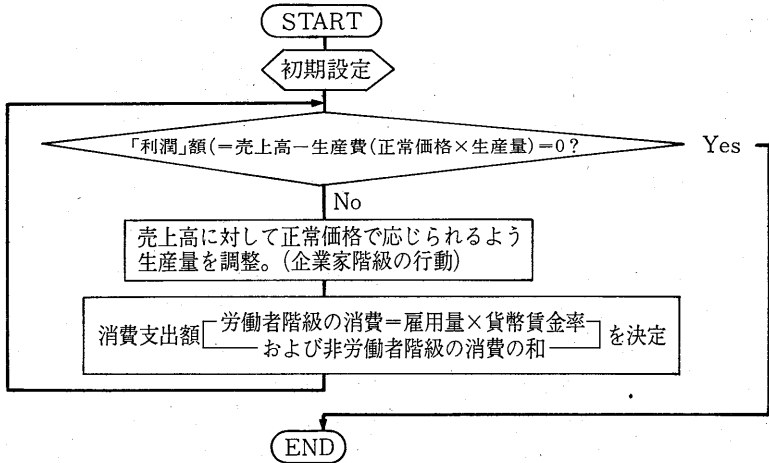 START
初期設定
「利潤」額(=売上高－生産費(正常価格×生産量)=0?
Yes
No
売上高に対して正常価格で応じられるよう
生産量を調整。(企業家階級の行動)
労働者階級の消費=雇用量×貨幣賃金率
消費支出額 を決定
および非労働者階級の消費の和
END